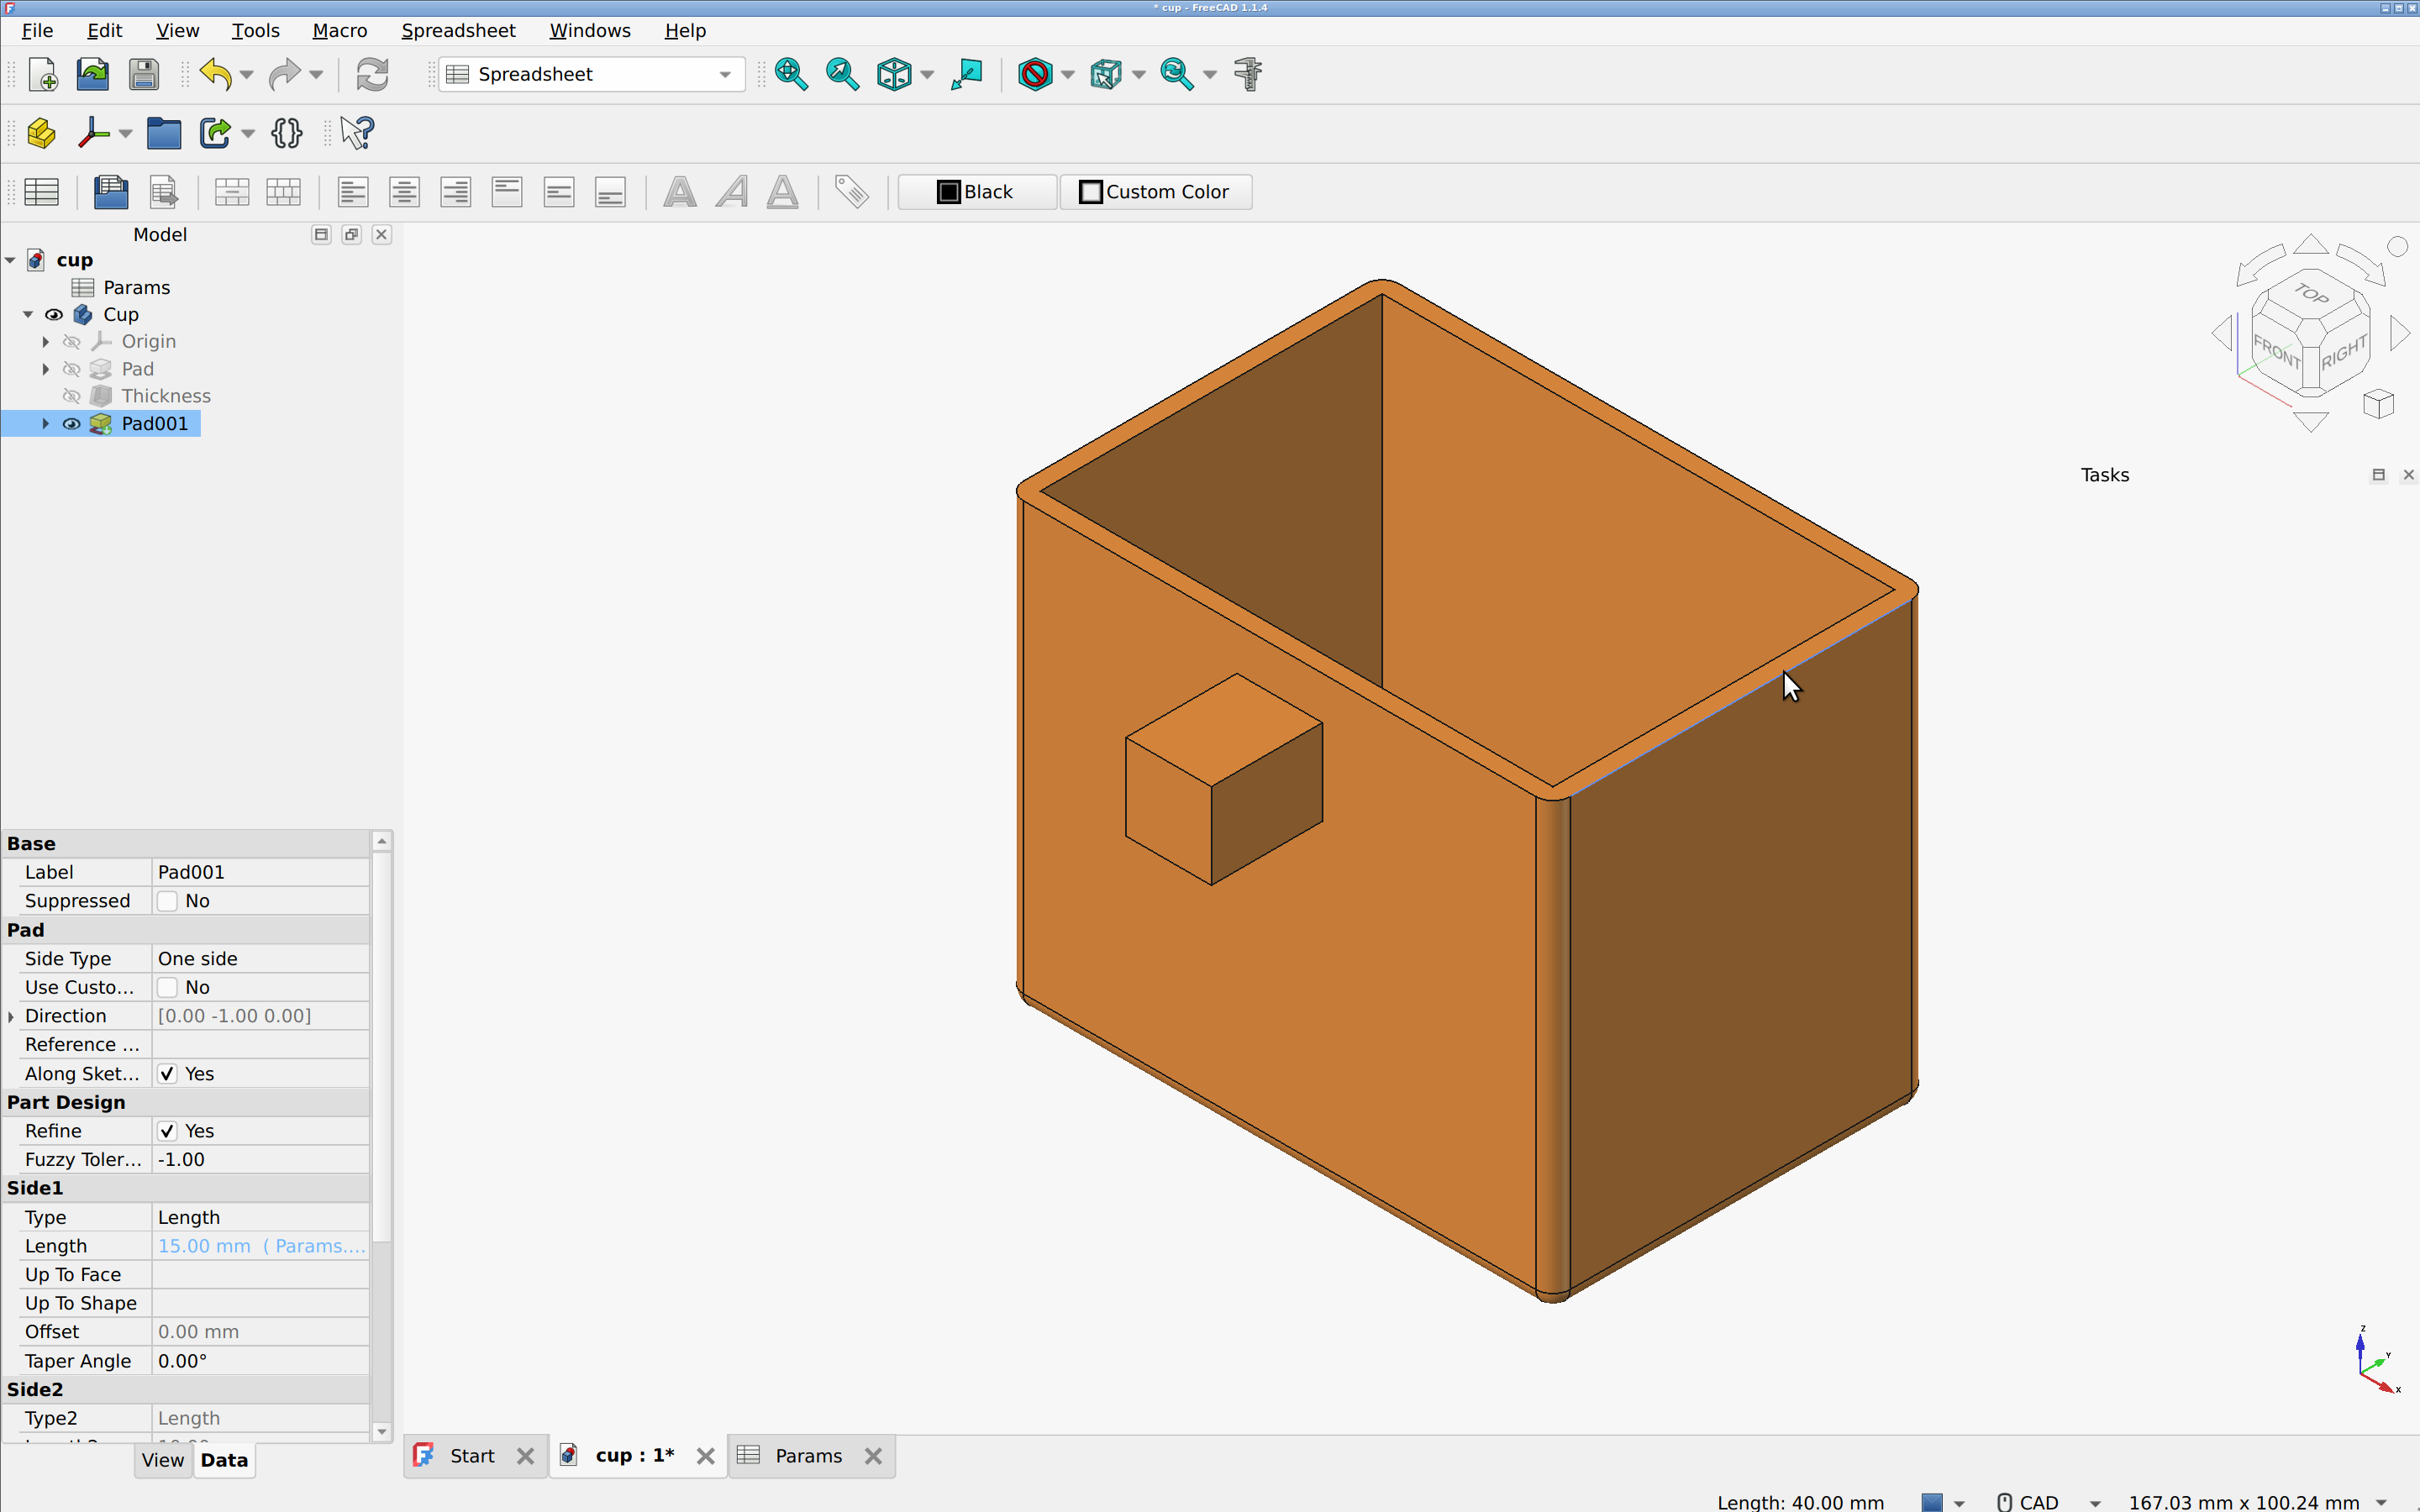 * cup - FreeCAD 1.1.4
File Edit View Tools Macro Spreadsheet Windows Help
Spreadsheet
Black Custom Color
Model
cup
Params
Cup
Origin
Pad
Thickness
Pad001
TOP
FRONT RIGHT
Tasks
Base
Label Pad001
Suppressed No
Pad
Side Type One side
Use Custo... No
Direction [0.00 -1.00 0.00]
Reference ...
Along Sket... Yes
Part Design
Refine Yes
Fuzzy Toler... -1.00
Side1
Type Length
Length 15.00 mm ( Params....
Up To Face
Up To Shape
Offset 0.00 mm
Taper Angle 0.00°
Side2
Type2 Length
View Data
Z
Y
X
Start cup : 1* Params
Length: 40.00 mm CAD 167.03 mm x 100.24 mm